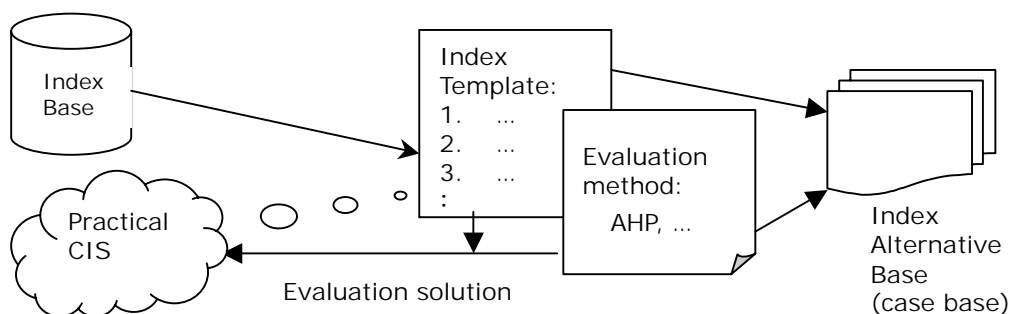 Index
Base
Index
Template:
1. ...
2. ...
3. ...
:
Evaluation
method:
AHP, ...
Practical
CIS
Evaluation solution
Index
Alternative
Base
(case base)